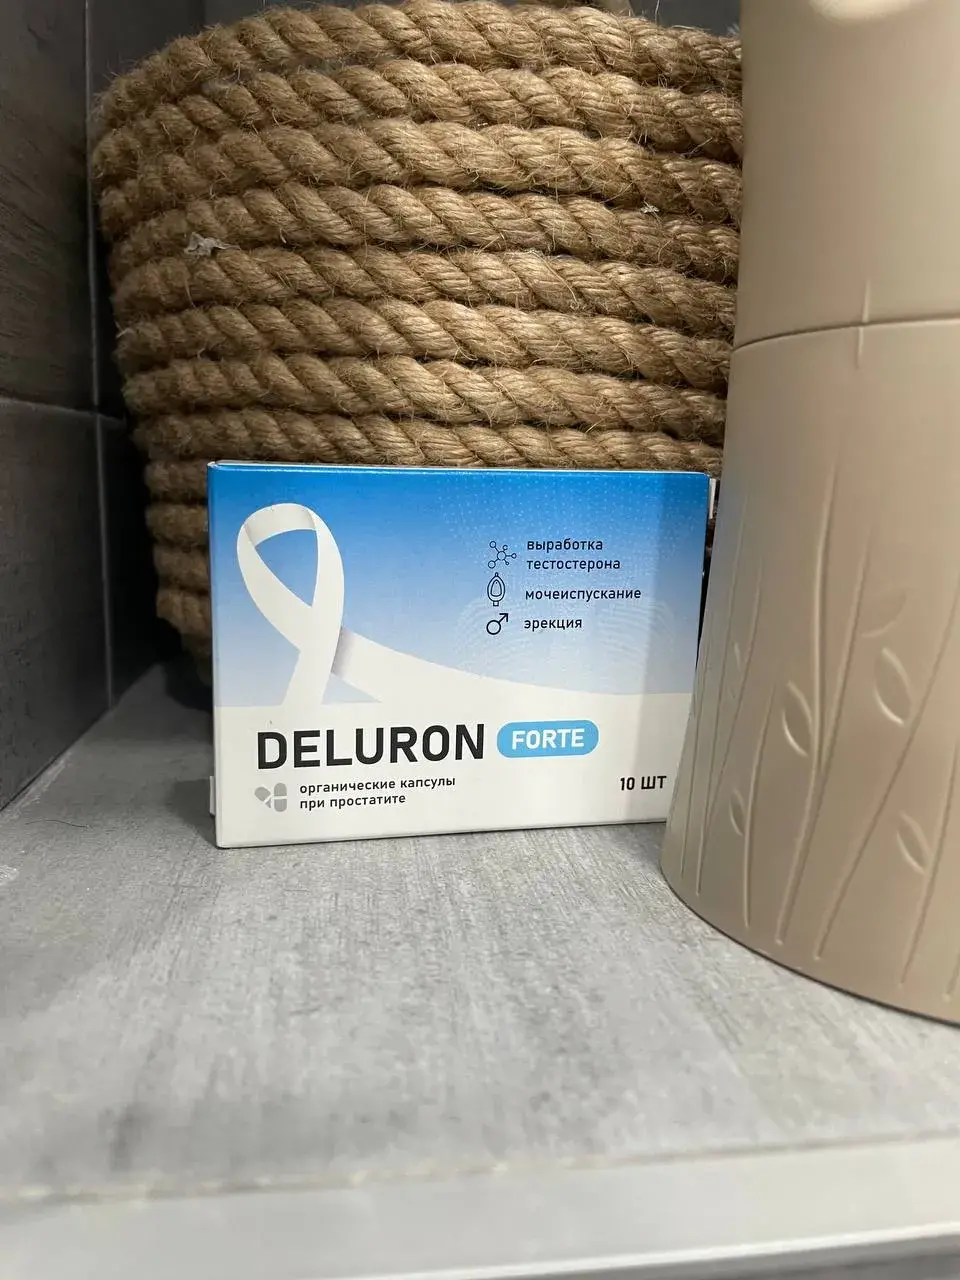 выработка
тестостерона
мочеиспускание
эрекция
DELURON FORTE
органические капсулы
при простатите
10 ШТ